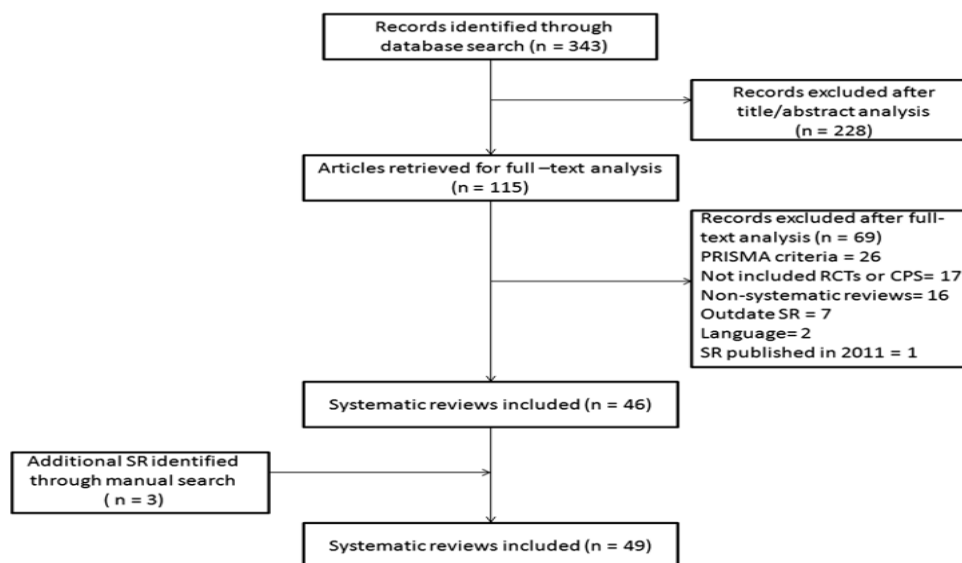 Records identified through
database search (n = 343)
Records excluded after
title/abstract analysis
(n = 228)
Articles retrieved for full –text analysis
(n = 115)
Records excluded after full-
text analysis (n = 69)
PRISMA criteria = 26
Not included RCTs or CPS= 17
Non-systematic reviews= 16
Outdate SR = 7
Language= 2
SR published in 2011 = 1
Systematic reviews included (n = 46)
Additional SR identified
through manual search
( n = 3)
Systematic reviews included (n = 49)